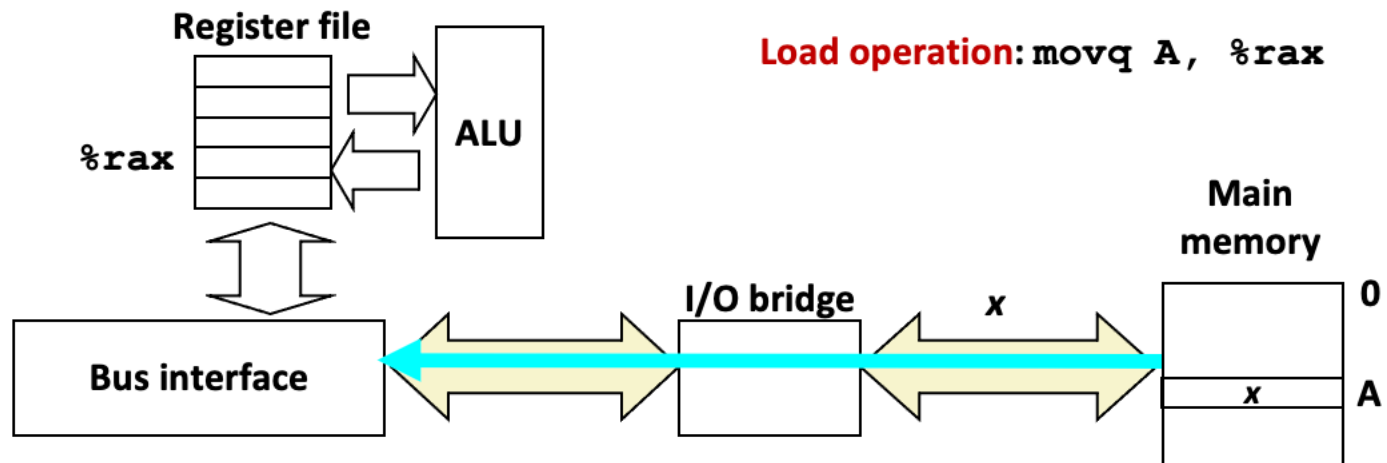 Register file
Load operation: movq A, %rax
ALU
%rax
Main
memory
I/O bridge
x
0
Bus interface
x
A